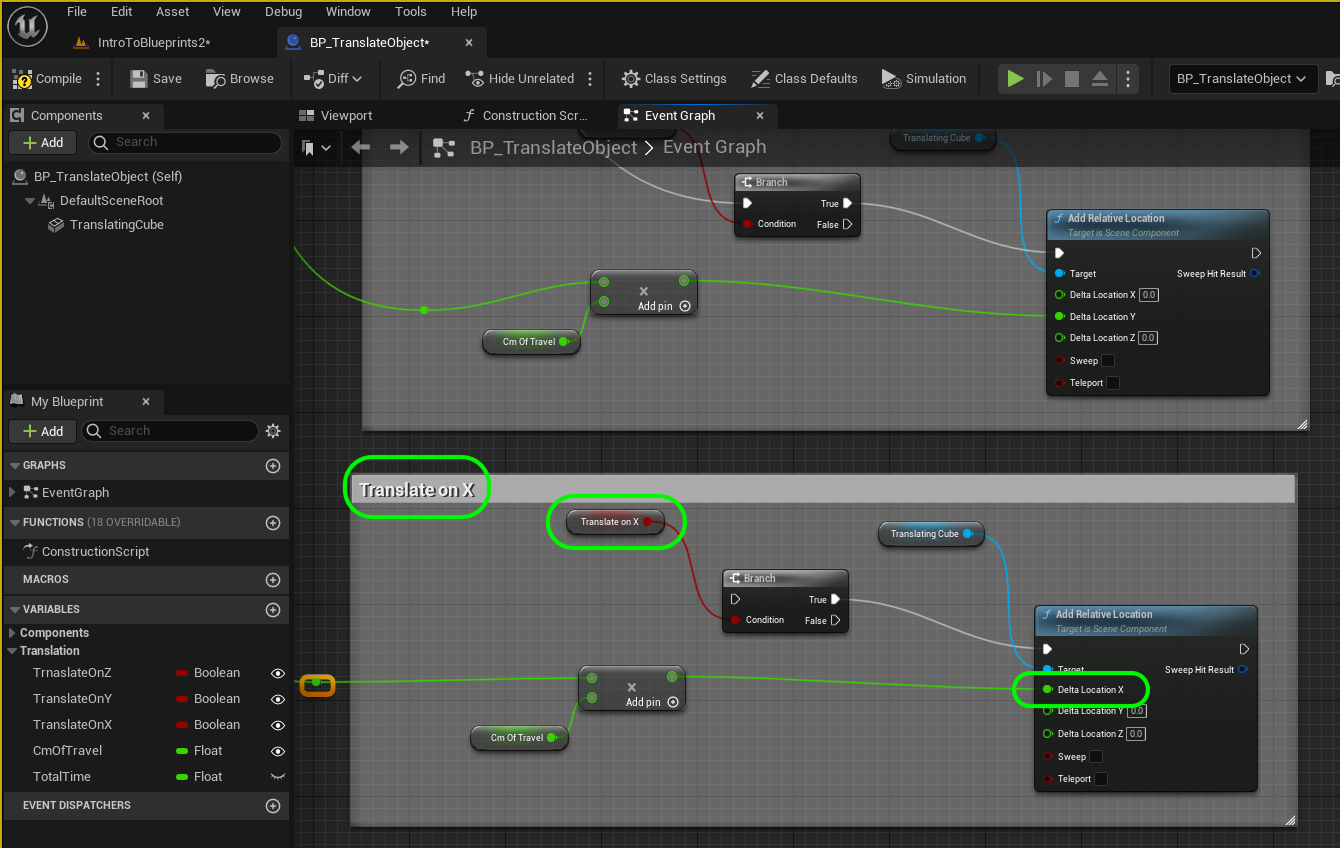 File Edit Asset View Debug Window Tools Help
IntroToBlueprints2* BP_TranslateObject*
Compile Save Browse Diff Find Hide Unrelated Class Settings Class Defaults Simulation BP_TranslateObject
Components Viewport Construction Scr... Event Graph
Add Search
BP_TranslateObject > Event Graph
BP_TranslateObject (Self)
DefaultSceneRoot
TranslatingCube
Translating Cube
Branch
True
Condition False
Add Relative Location
Target is Scene Component
Target Sweep Hit Result
Delta Location X 0.0
Delta Location Y
Delta Location Z 0.0
Sweep
Teleport
Add pin
Cm Of Travel
My Blueprint
Add Search
GRAPHS
EventGraph
FUNCTIONS (18 OVERRIDABLE)
ConstructionScript
MACROS
VARIABLES
Components
Translation
TrnaslateOnZ Boolean
TranslateOnY Boolean
TranslateOnX Boolean
CmOfTravel Float
TotalTime Float
EVENT DISPATCHERS
Translate on X
Translate on X
Translating Cube
Branch
True
Condition False
Add Relative Location
Target is Scene Component
Target Sweep Hit Result
Delta Location X
Delta Location Y 0.0
Delta Location Z 0.0
Sweep
Teleport
Add pin
Cm Of Travel